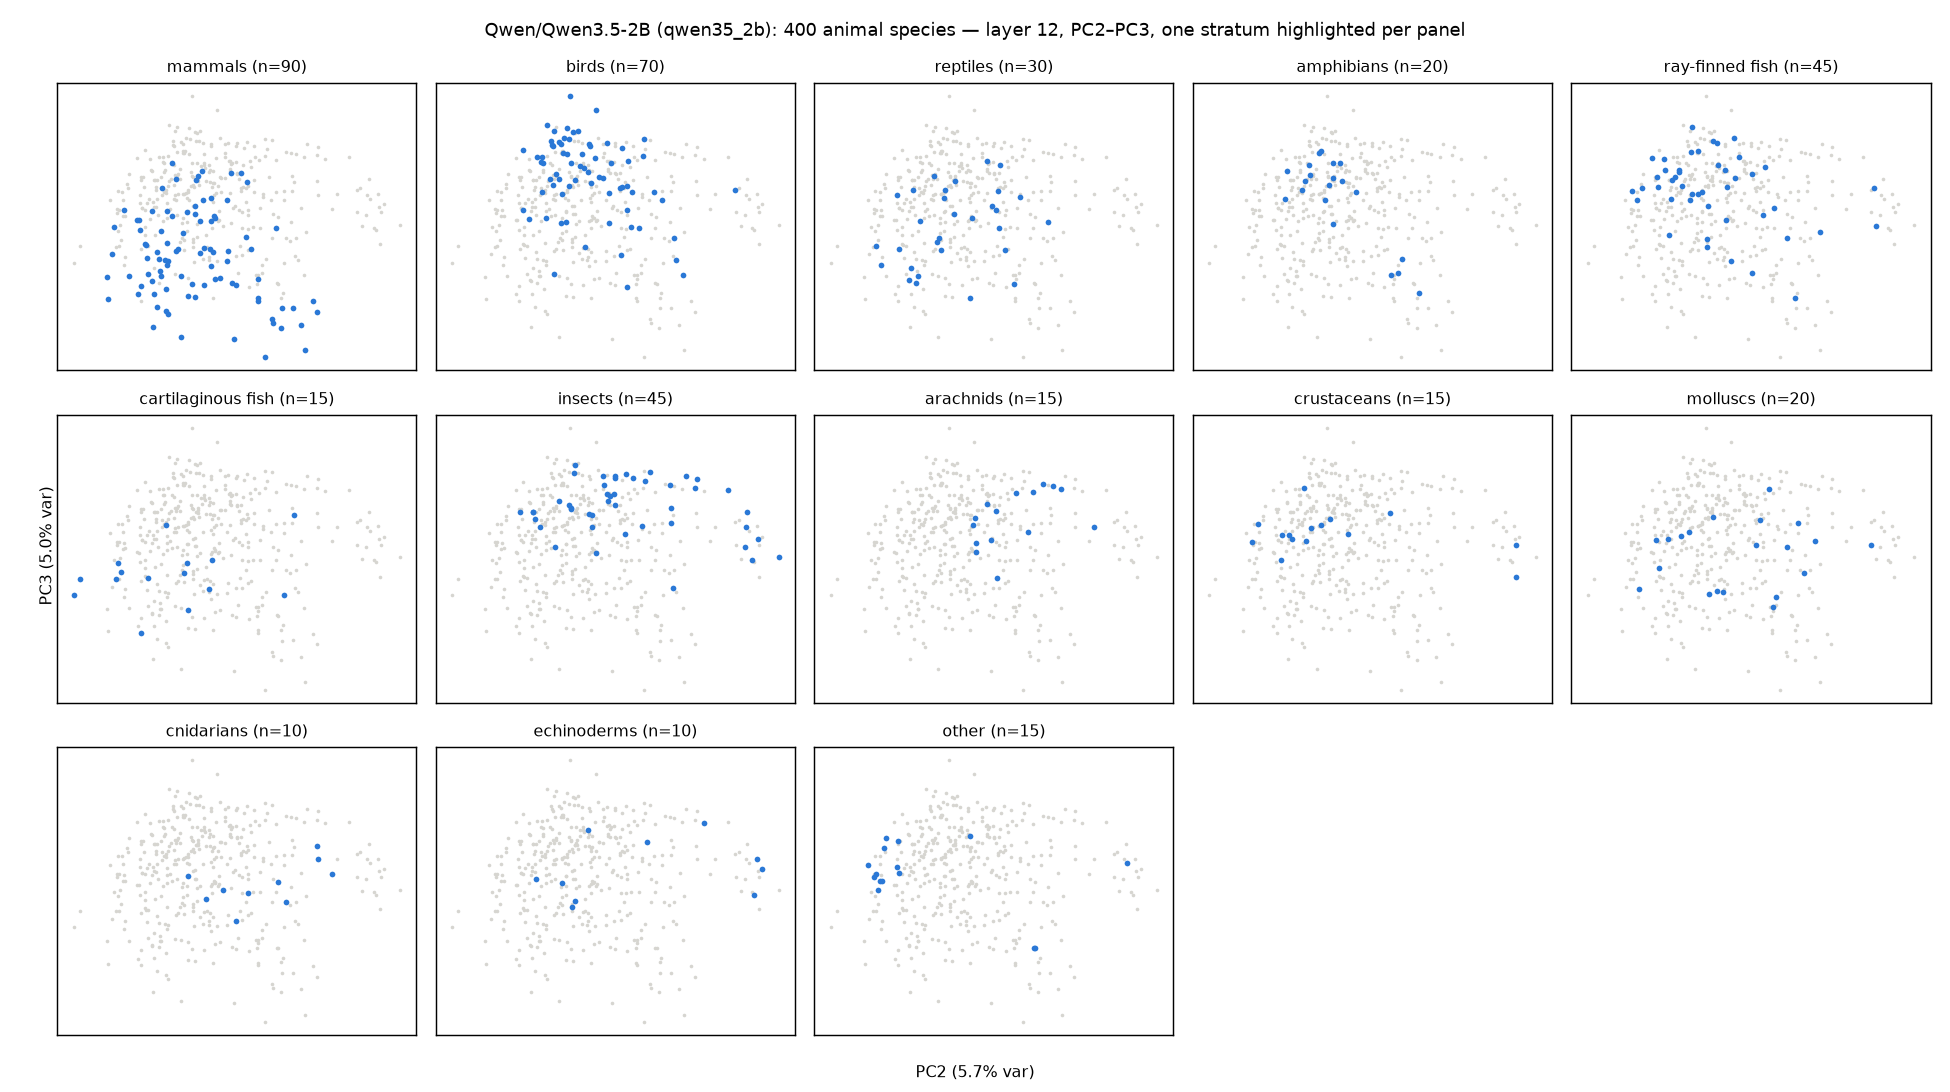 Qwen/Qwen3.5-2B (qwen35_2b): 400 animal species — layer 12, PC2–PC3, one stratum highlighted per panel
mammals (n=90)
birds (n=70)
reptiles (n=30)
amphibians (n=20)
ray-finned fish (n=45)
cartilaginous fish (n=15)
insects (n=45)
arachnids (n=15)
crustaceans (n=15)
molluscs (n=20)
PC3 (5.0% var)
cnidarians (n=10)
echinoderms (n=10)
other (n=15)
PC2 (5.7% var)